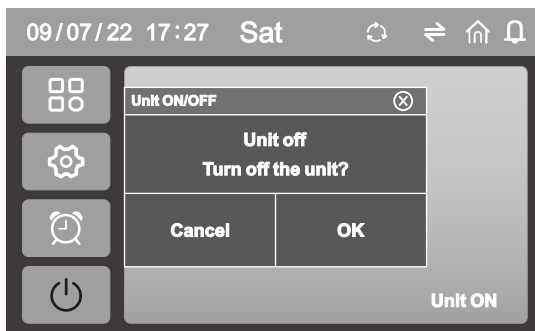 09/07/22 17:27 Sat
Unit ON/OFF
Unit off
Turn off the unit?
Cancel OK
Unit ON